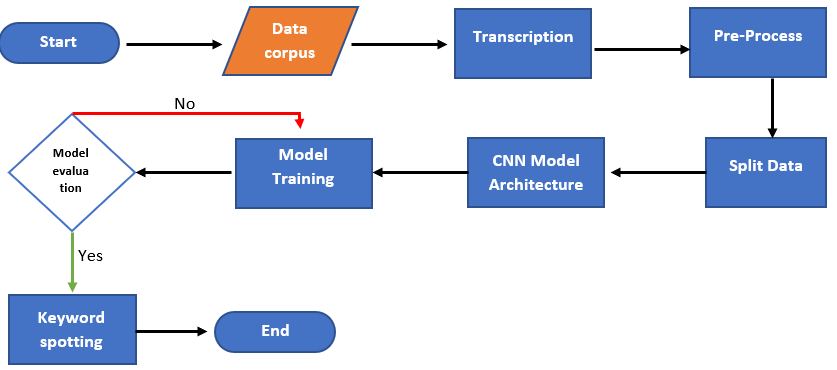 Start
Data
corpus
Transcription
Pre-Process
Split Data
CNN Model
Architecture
Model
Training
No
Model
evalua
tion
Yes
Keyword
spotting
End